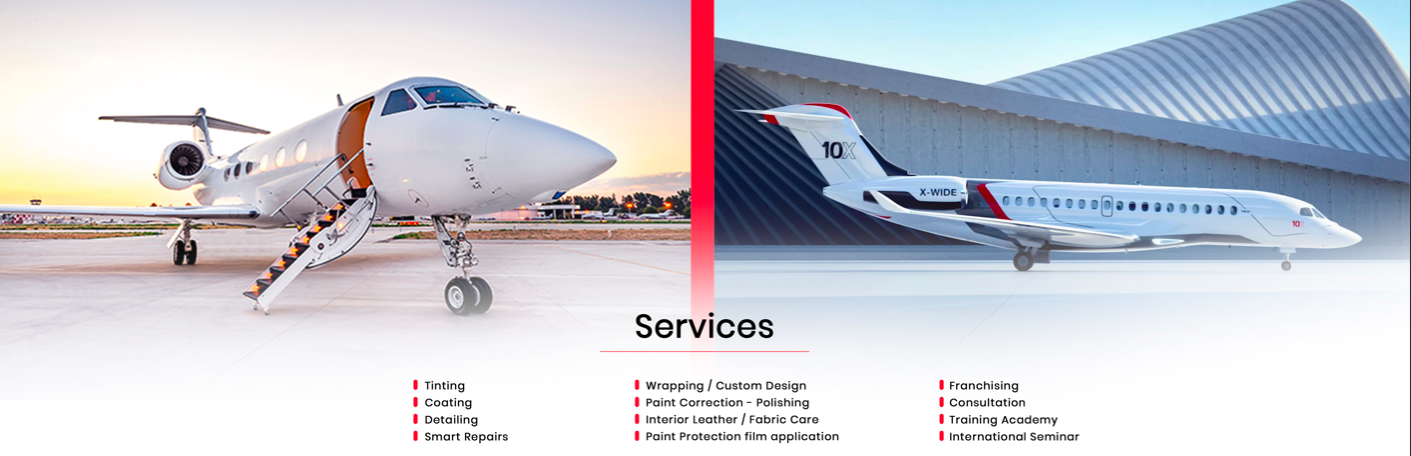 10X
X-WIDE
10X
Services
Tinting
Coating
Detailing
Smart Repairs
Wrapping / Custom Design
Paint Correction - Polishing
Interior Leather / Fabric Care
Paint Protection film application
Franchising
Consultation
Training Academy
International Seminar